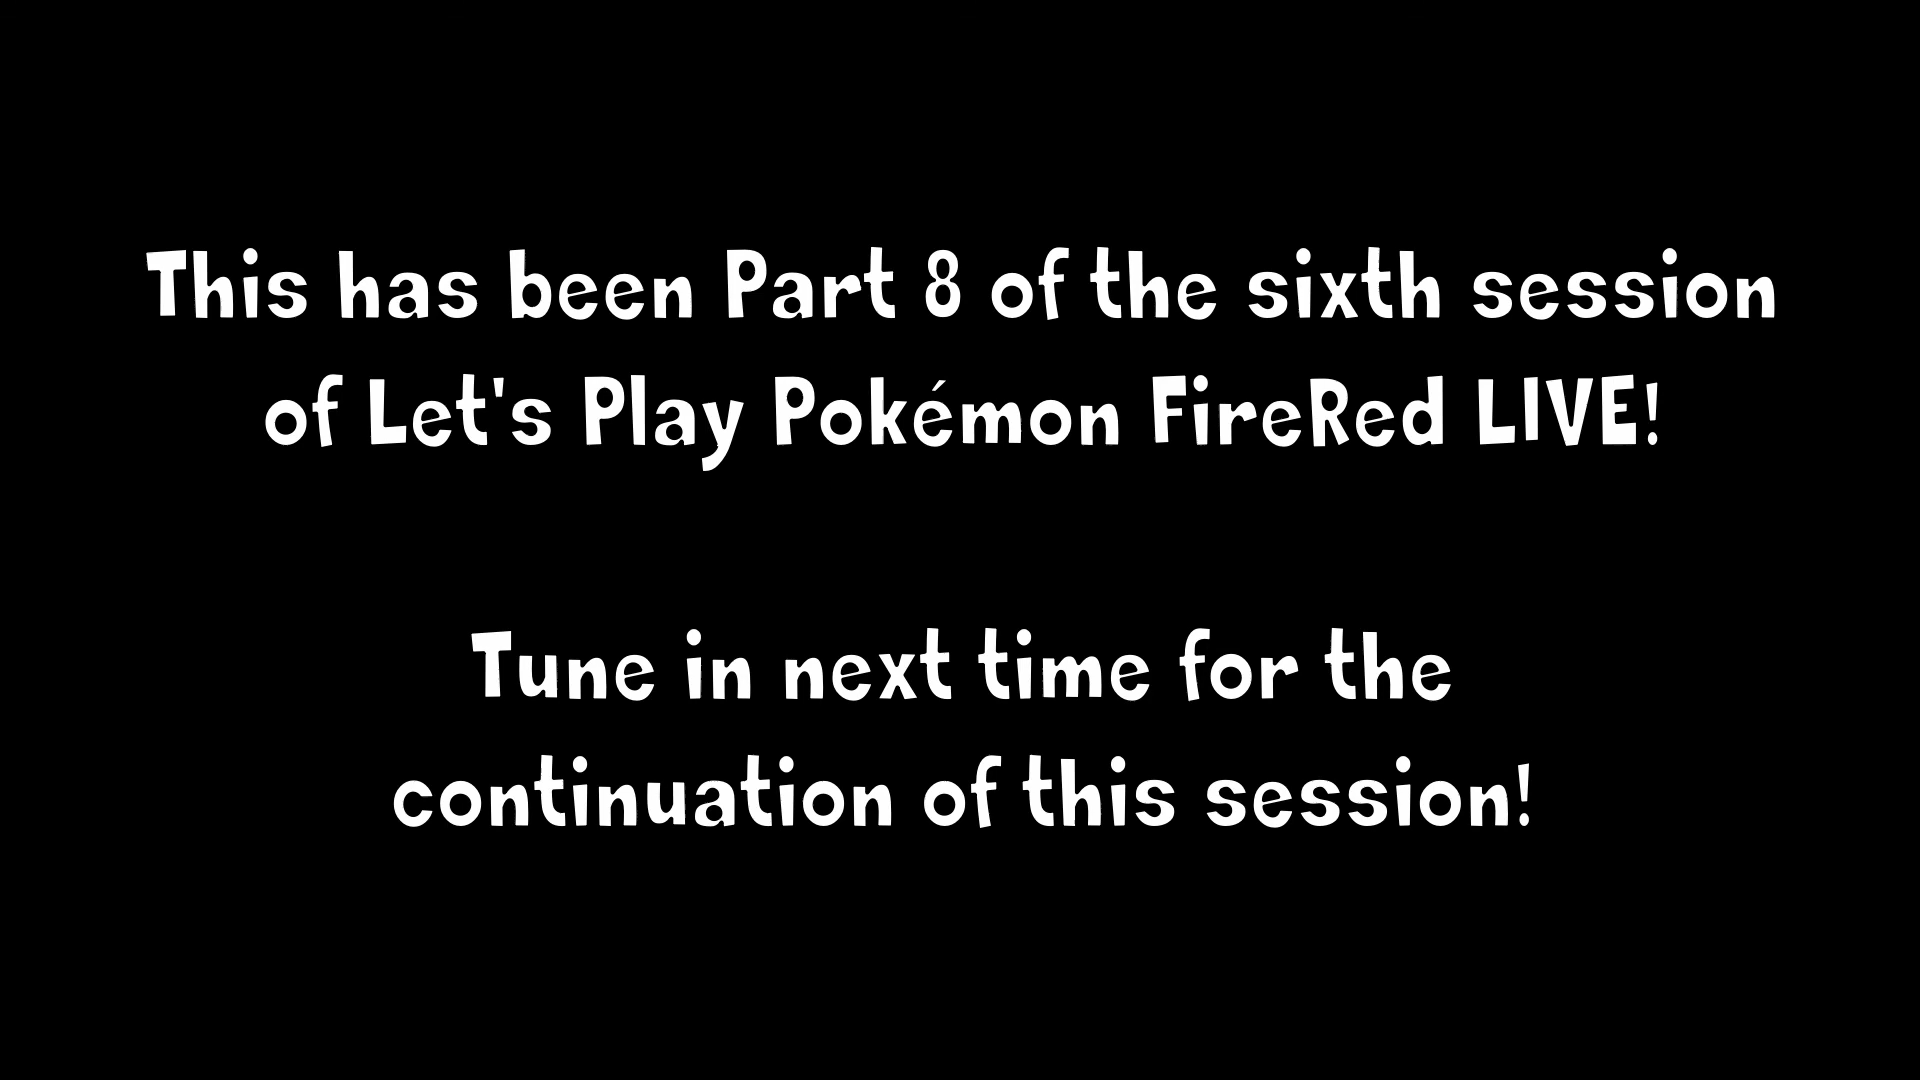 This has been Part 8 of the sixth session
of Let's Play Pokémon FireRed LIVE!
Tune in next time for the
continuation of this session!